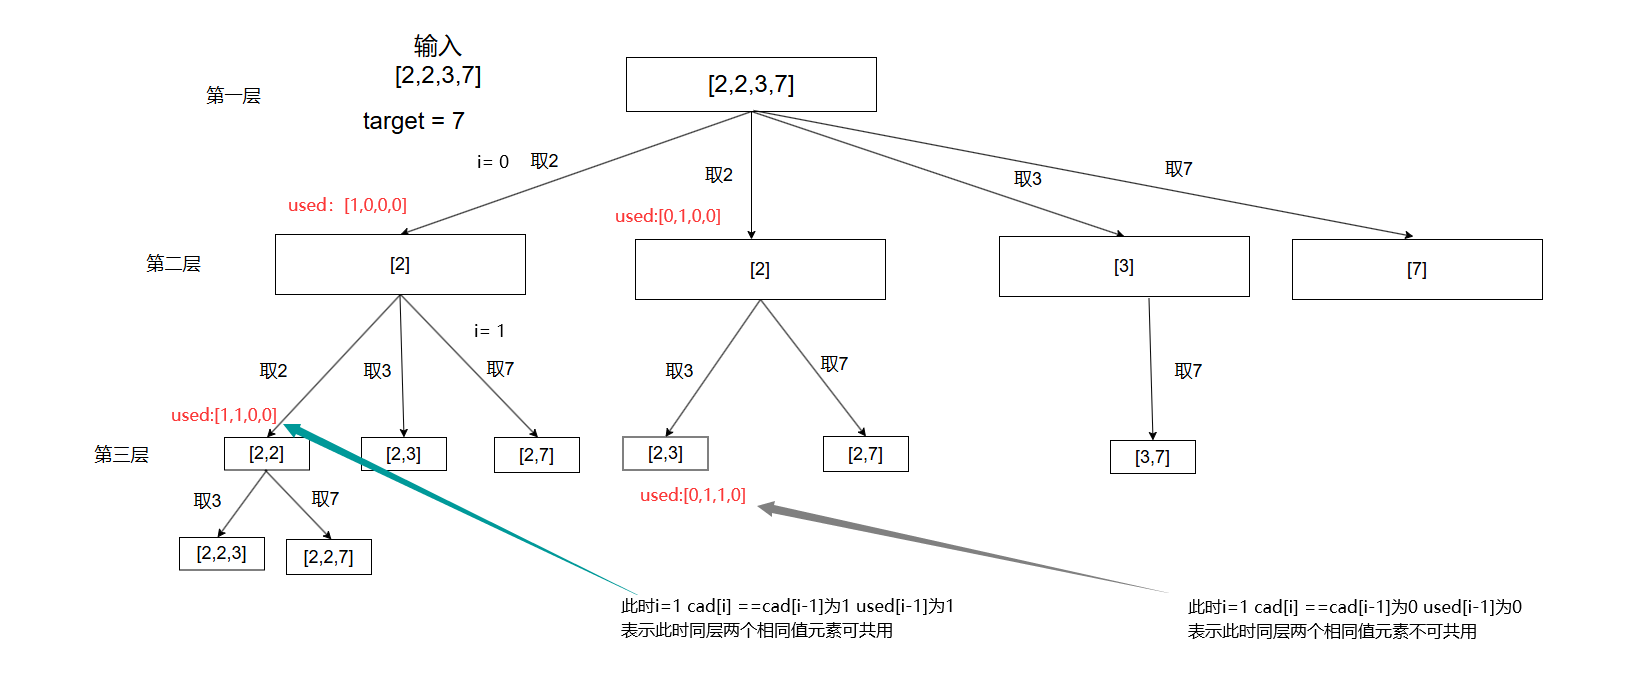 输入
[2,2,3,7]
target = 7
第一层
[2,2,3,7]
i= 0
取2
取2
取3
取7
used: [1,0,0,0]
used:[0,1,0,0]
第二层
[2]
[2]
[3]
[7]
i= 1
取2
取3
取7
取3
取7
取7
used:[1,1,0,0]
第三层
[2,2]
[2,3]
[2,7]
[2,3]
[2,7]
[3,7]
取3
取7
used:[0,1,1,0]
[2,2,3]
[2,2,7]
此时i=1 cad[i] ==cad[i-1]为1 used[i-1]为1
表示此时同层两个相同值元素可共用
此时i=1 cad[i] ==cad[i-1]为0 used[i-1]为0
表示此时同层两个相同值元素不可共用